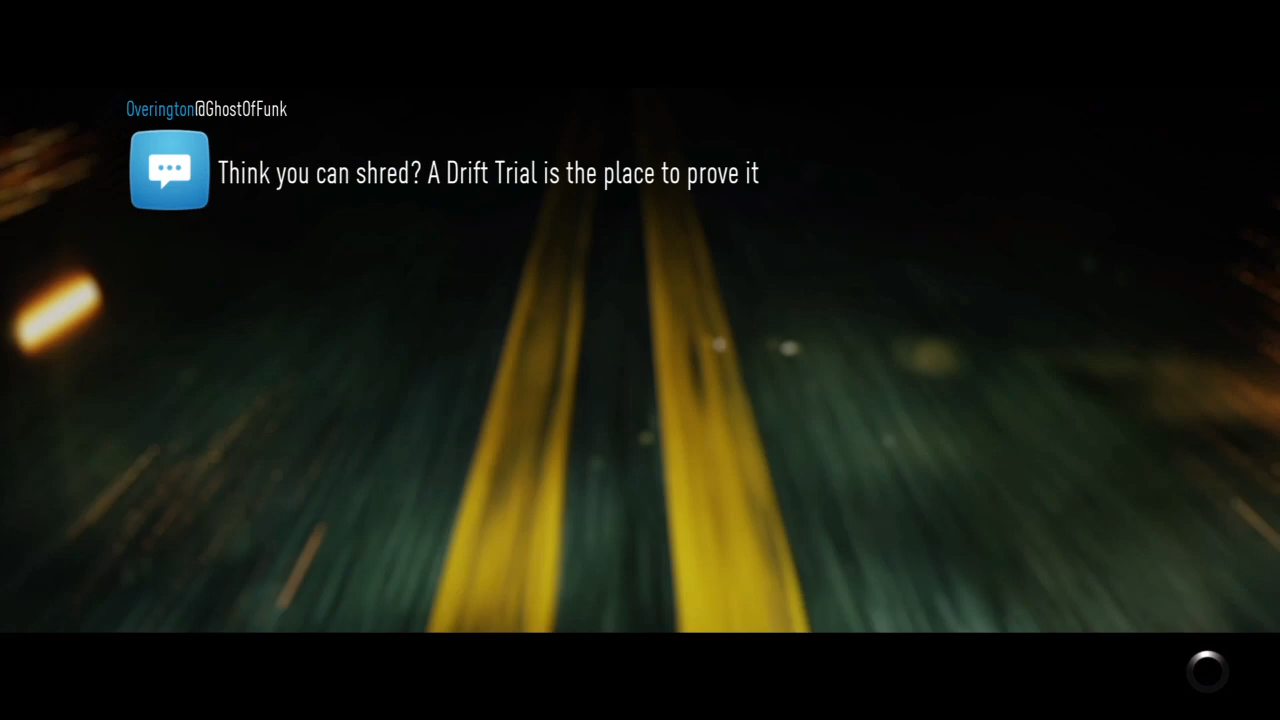 Overington@GhostOfFunk
Think you can shred? A Drift Trial is the place to prove it